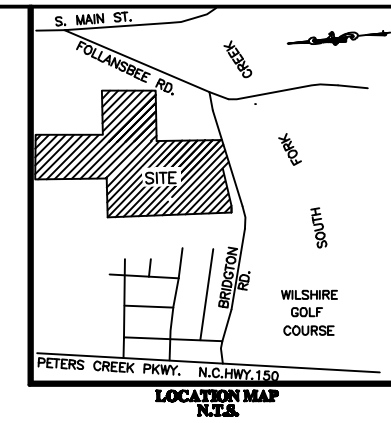 S. MAIN ST.
FOLLANSBEE RD.
CREEK
FORK
SOUTH
SITE
BRIDGTON
RD.
WILSHIRE
GOLF
COURSE
PETERS CREEK PKWY. N.C.HWY.150
LOCATION MAP
N.T.S.